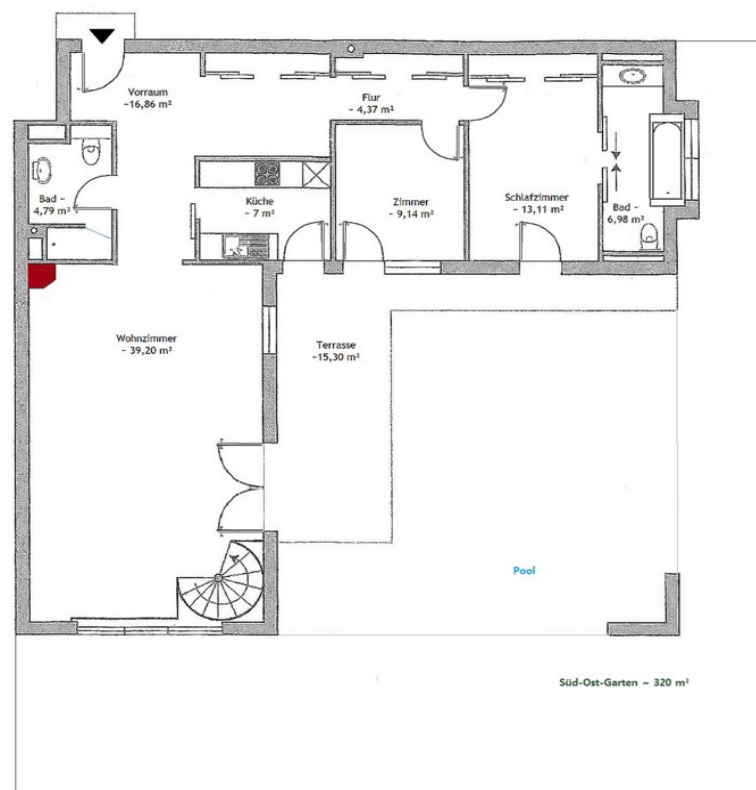 Vorraum
~16,86 m²
Flur
~ 4,37 m²
Bad ~
4,79 m²
Küche
~ 7 m²
Zimmer
~ 9,14 m²
Schlafzimmer
~ 13,11 m²
Bad ~
6,98 m²
Wohnzimmer
~ 39,20 m²
Terrasse
~15,30 m²
Pool
Süd-Ost-Garten ~ 320 m²